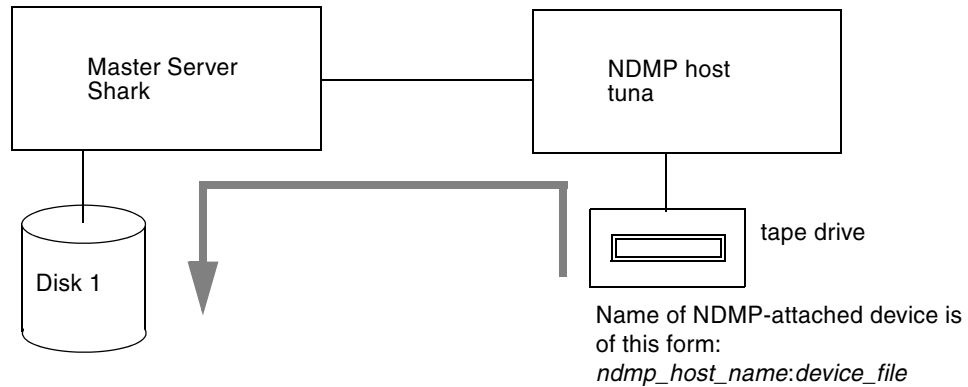 Master Server
Shark
NDMP host
tuna
tape drive
Disk 1
Name of NDMP-attached device is
of this form:
ndmp_host_name:device_file